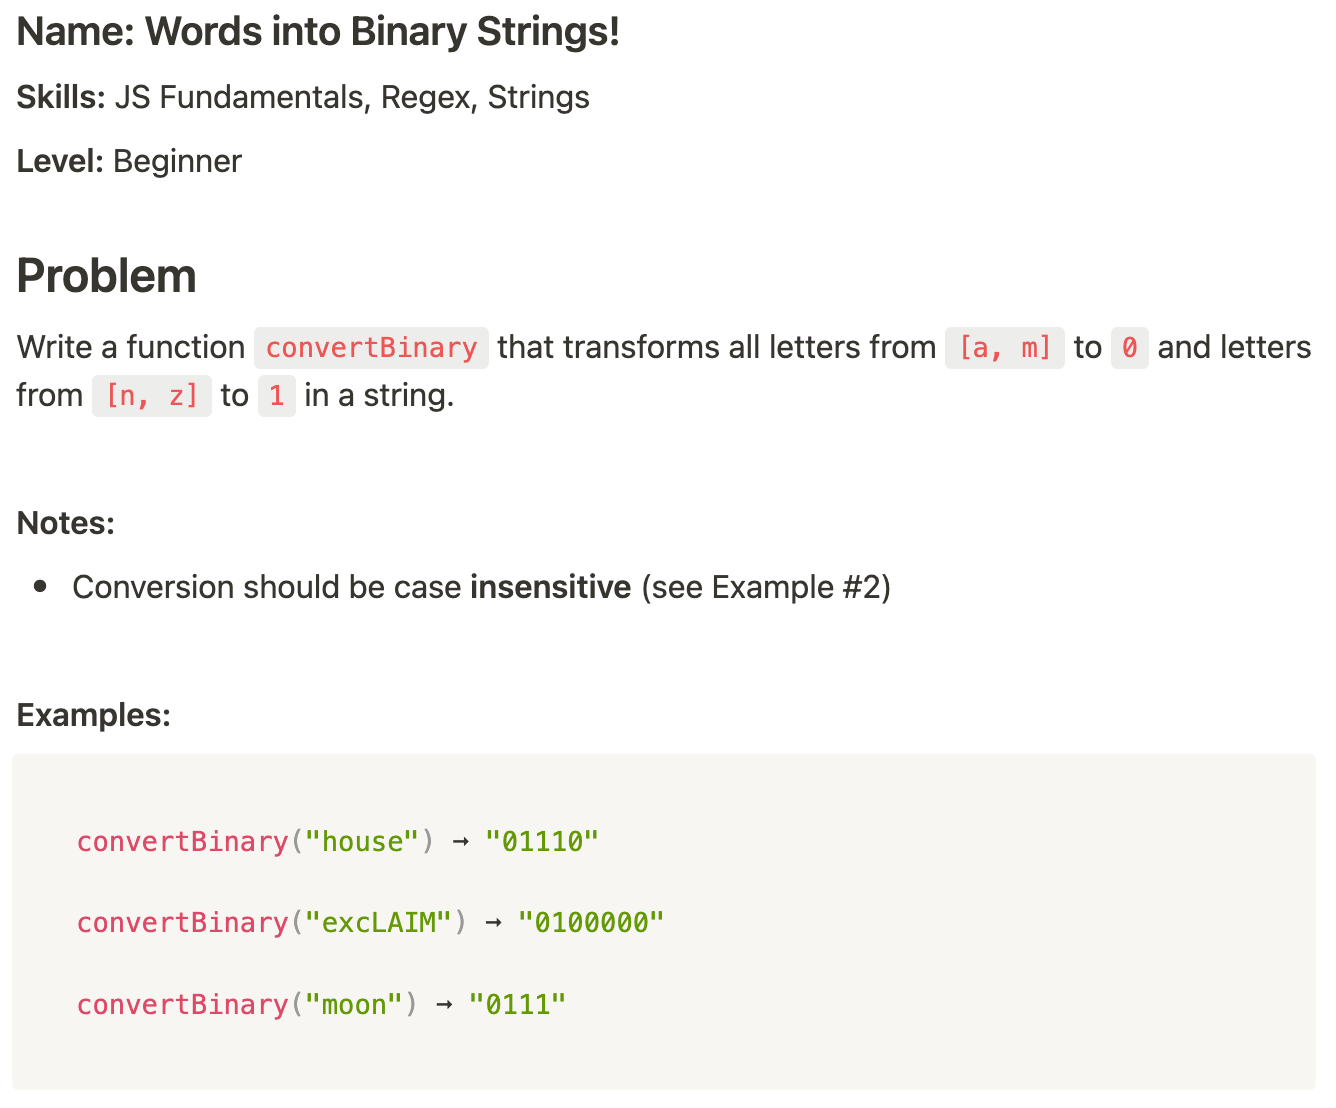 Name: Words into Binary Strings!
Skills: JS Fundamentals, Regex, Strings
Level: Beginner
Problem
Write a function convertBinary that transforms all letters from [a, m] to 0 and letters
from [n, z] to 1 in a string.
Notes:
• Conversion should be case insensitive (see Example #2)
Examples:
convertBinary("house") → "01110"
convertBinary("excLAIM") → "0100000"
convertBinary("moon") → "0111"